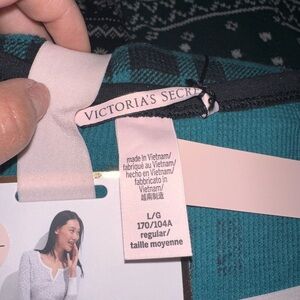 VICTORIA'S SECRE
made in Vietnam/
fabriqué au Vietnam/
hecho en Vietnam/
fabbricato in
Vietnam/
越南制造
L/G
170/104A
regular/
taille moyenne